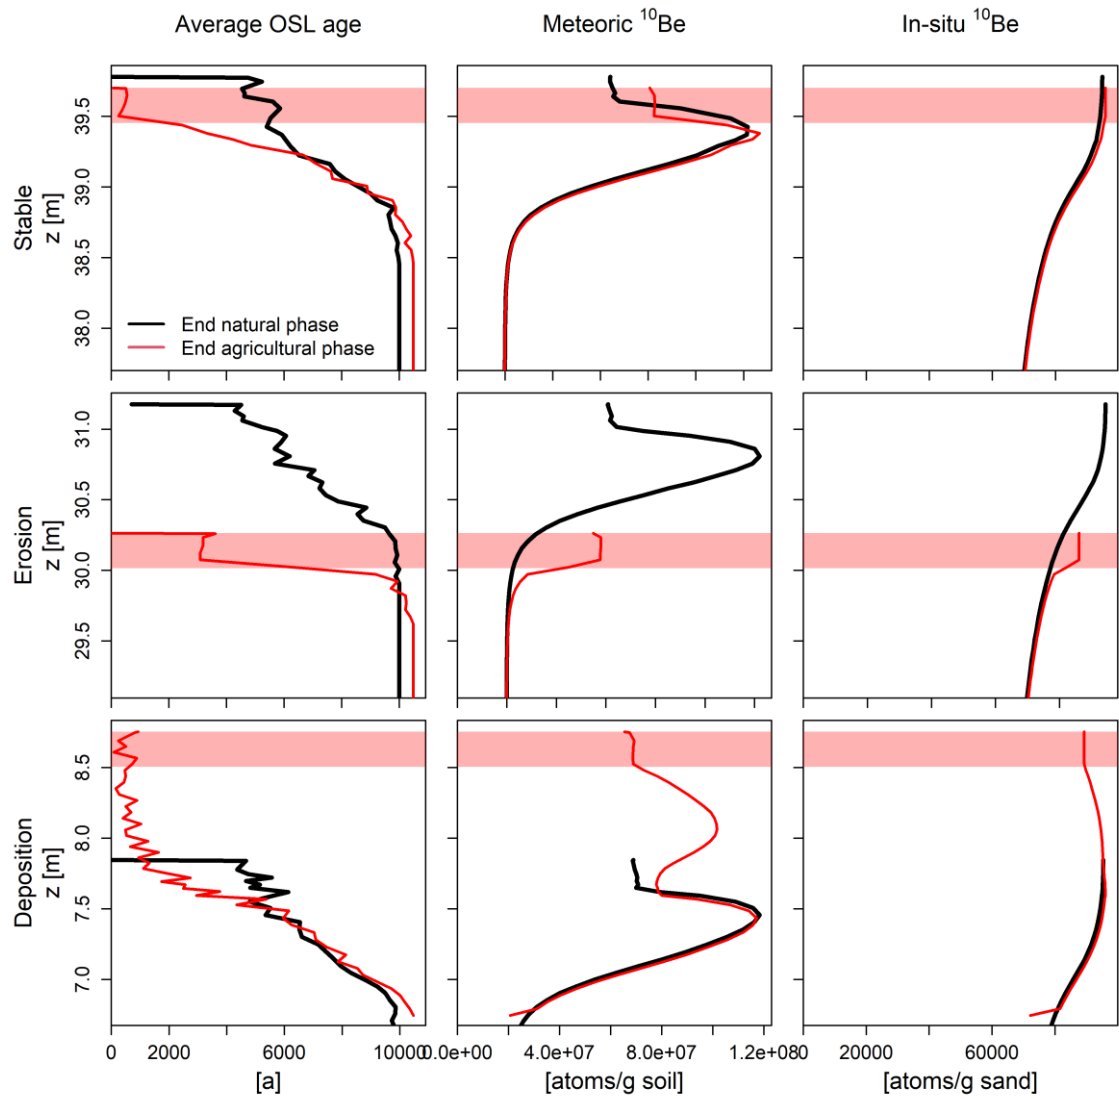 Average OSL age
Meteoric ¹⁰Be
In-situ ¹⁰Be
Stable
z [m]
39.5
39.0
38.5
38.0
End natural phase
End agricultural phase
Erosion
z [m]
31.0
30.5
30.0
29.5
Deposition
z [m]
8.5
8.0
7.5
7.0
0 2000 6000 10000
0.0e+00 4.0e+07 8.0e+07 1.2e+08
0 20000 60000
[a]
[atoms/g soil]
[atoms/g sand]